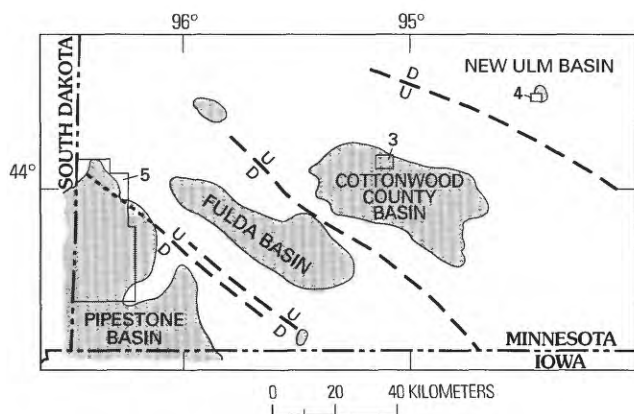 96°
95°
SOUTH DAKOTA
D
U
NEW ULM BASIN
4
3
U
D
44°
5
COTTONWOOD
COUNTY
BASIN
FULDA BASIN
U
D
PIPESTONE
BASIN
U
D
MINNESOTA
IOWA
0 20 40 KILOMETERS